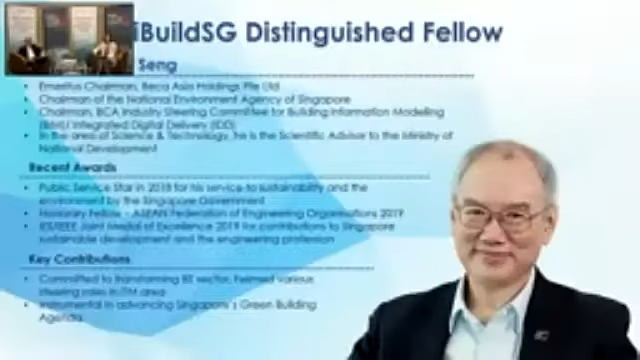 iBuildSG Distinguished Fellow
Seng
• Emeritus Chairman, Beca Asia Holdings Pte Ltd
• Chairman of the National Environment Agency of Singapore
• Chairman, BCA Industry Steering Committee for Building Information Modelling
(BIM)/ Integrated Digital Delivery (IDD)
• In the area of Science & Technology, he is the Scientific Advisor to the Ministry of
National Development
Recent Awards
• Public Service Star in 2018 for his service to sustainability and the
environment by the Singapore Government
• Honorary Fellow - ASEAN Federation of Engineering Organisations 2019
• IES/IEEE Joint Medal of Excellence 2019 for contributions to Singapore
sustainable development and the engineering profession
Key Contributions
• Committed to transforming BE sector, helmed various
steering roles in ITM area
• Instrumental in advancing Singapore's Green Building
Agenda